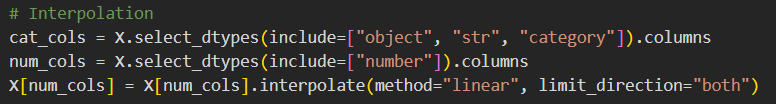 # Interpolation
cat_cols = X.select_dtypes(include=["object", "str", "category"]).columns
num_cols = X.select_dtypes(include=["number"]).columns
X[num_cols] = X[num_cols].interpolate(method="linear", limit_direction="both")